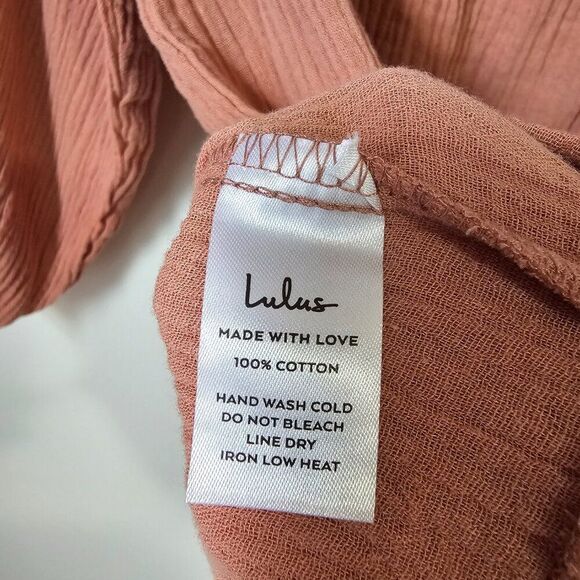 Lulus
MADE WITH LOVE
100% COTTON
HAND WASH COLD
DO NOT BLEACH
LINE DRY
IRON LOW HEAT